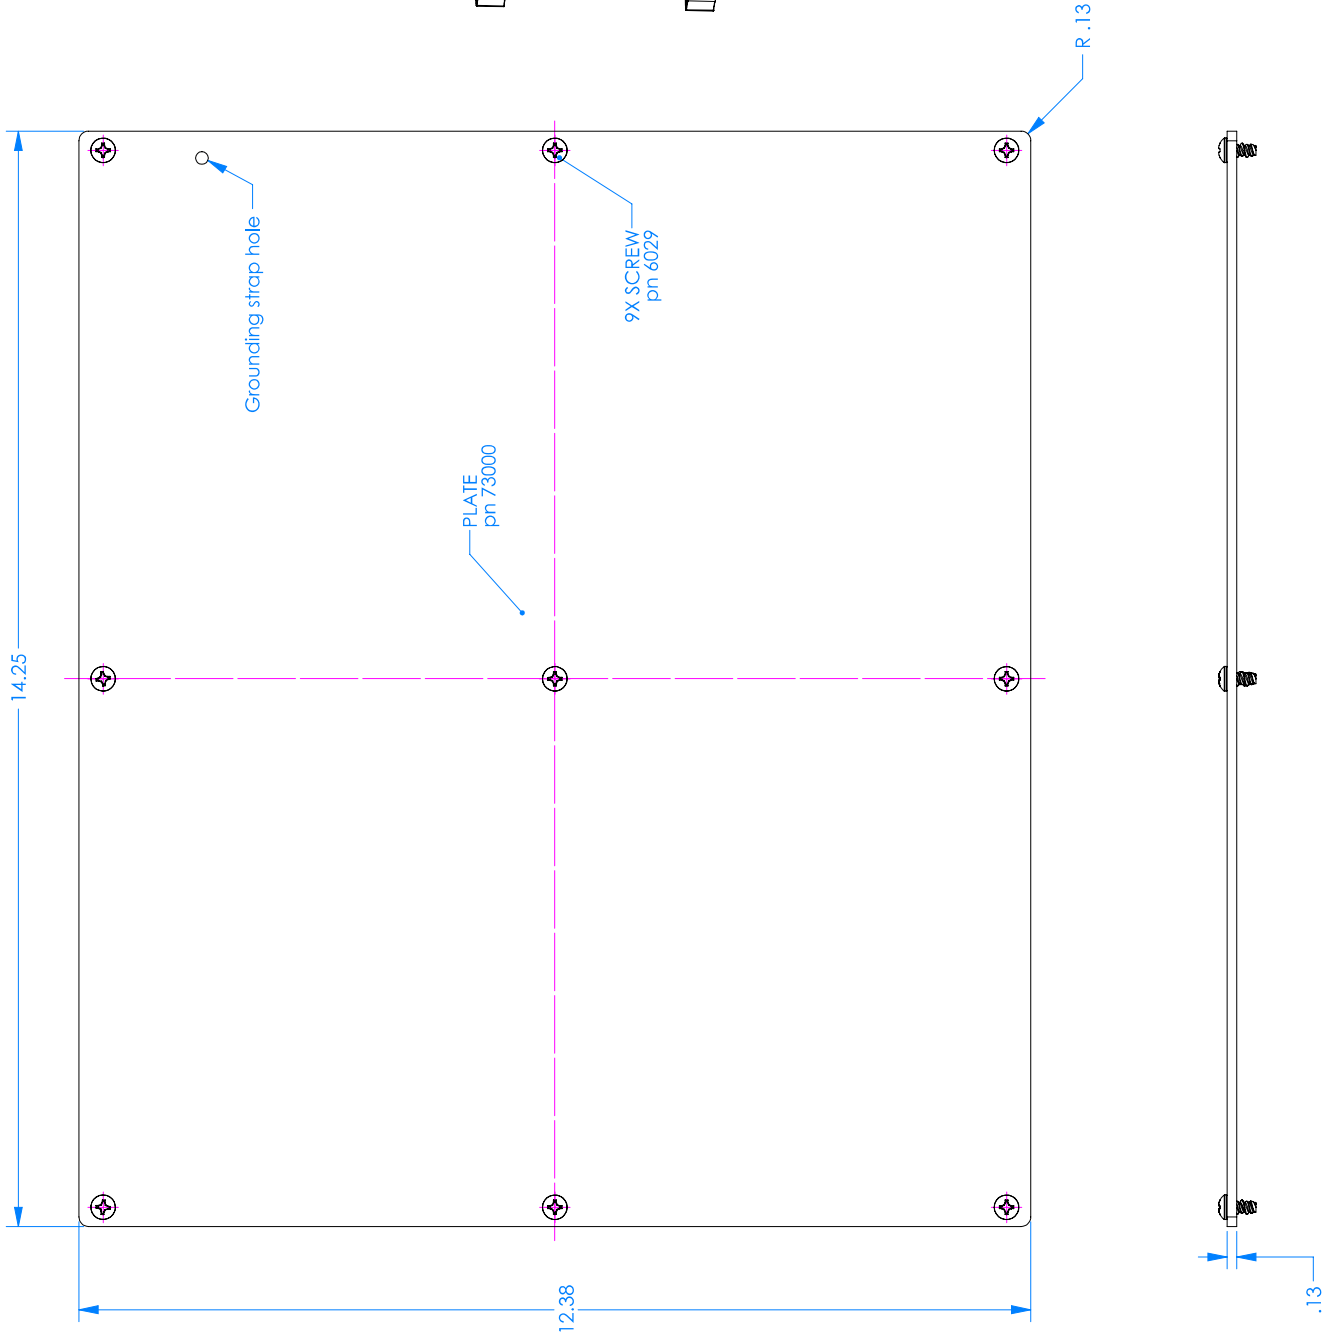 R .13
Grounding strap hole
9X SCREW
pn 6029
PLATE
pn 73000
14.25
12.38
.13